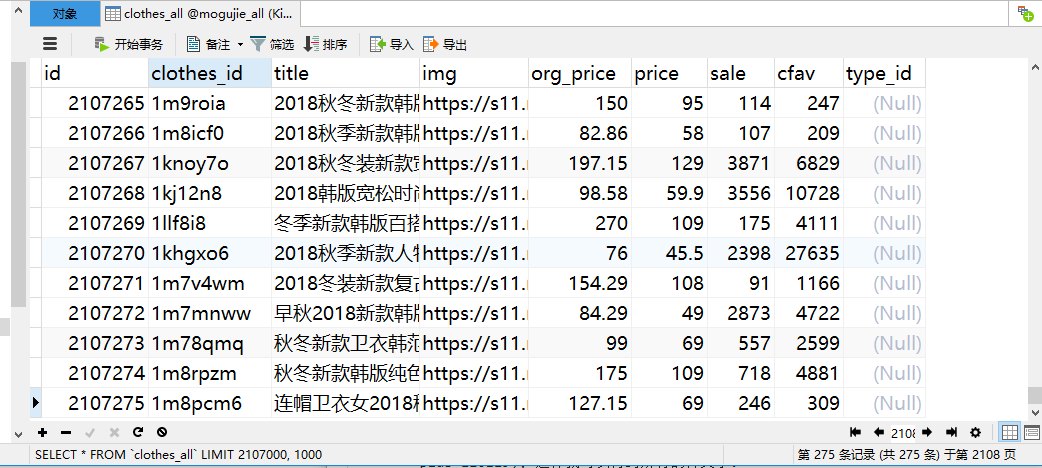 对象 clothes_all @mogujie_all (Ki...
开始事务 备注 筛选 排序 导入 导出
id clothes_id title img org_price price sale cfav type_id
2107265 1m9roia 2018秋冬新款韩版 https://s11. 150 95 114 247 (Null)
2107266 1m8icf0 2018秋季新款韩版 https://s11. 82.86 58 107 209 (Null)
2107267 1knoy7o 2018秋冬装新款宽 https://s11. 197.15 129 3871 6829 (Null)
2107268 1kj12n8 2018韩版宽松时尚 https://s11. 98.58 59.9 3556 10728 (Null)
2107269 1llf8i8 冬季新款韩版百搭 https://s11. 270 109 175 4111 (Null)
2107270 1khgxo6 2018秋季新款人物 https://s11. 76 45.5 2398 27635 (Null)
2107271 1m7v4wm 2018冬装新款复古 https://s11. 154.29 108 91 1166 (Null)
2107272 1m7mnww 早秋2018新款韩版 https://s11. 84.29 49 2873 4722 (Null)
2107273 1m78qmq 秋冬新款卫衣韩范 https://s11. 99 69 557 2599 (Null)
2107274 1m8rpzm 秋冬新款韩版纯色 https://s11. 175 109 718 4881 (Null)
2107275 1m8pcm6 连帽卫衣女2018秋 https://s11. 127.15 69 246 309 (Null)
2108
SELECT * FROM `clothes_all` LIMIT 2107000, 1000 第 275 条记录 (共 275 条) 于第 2108 页